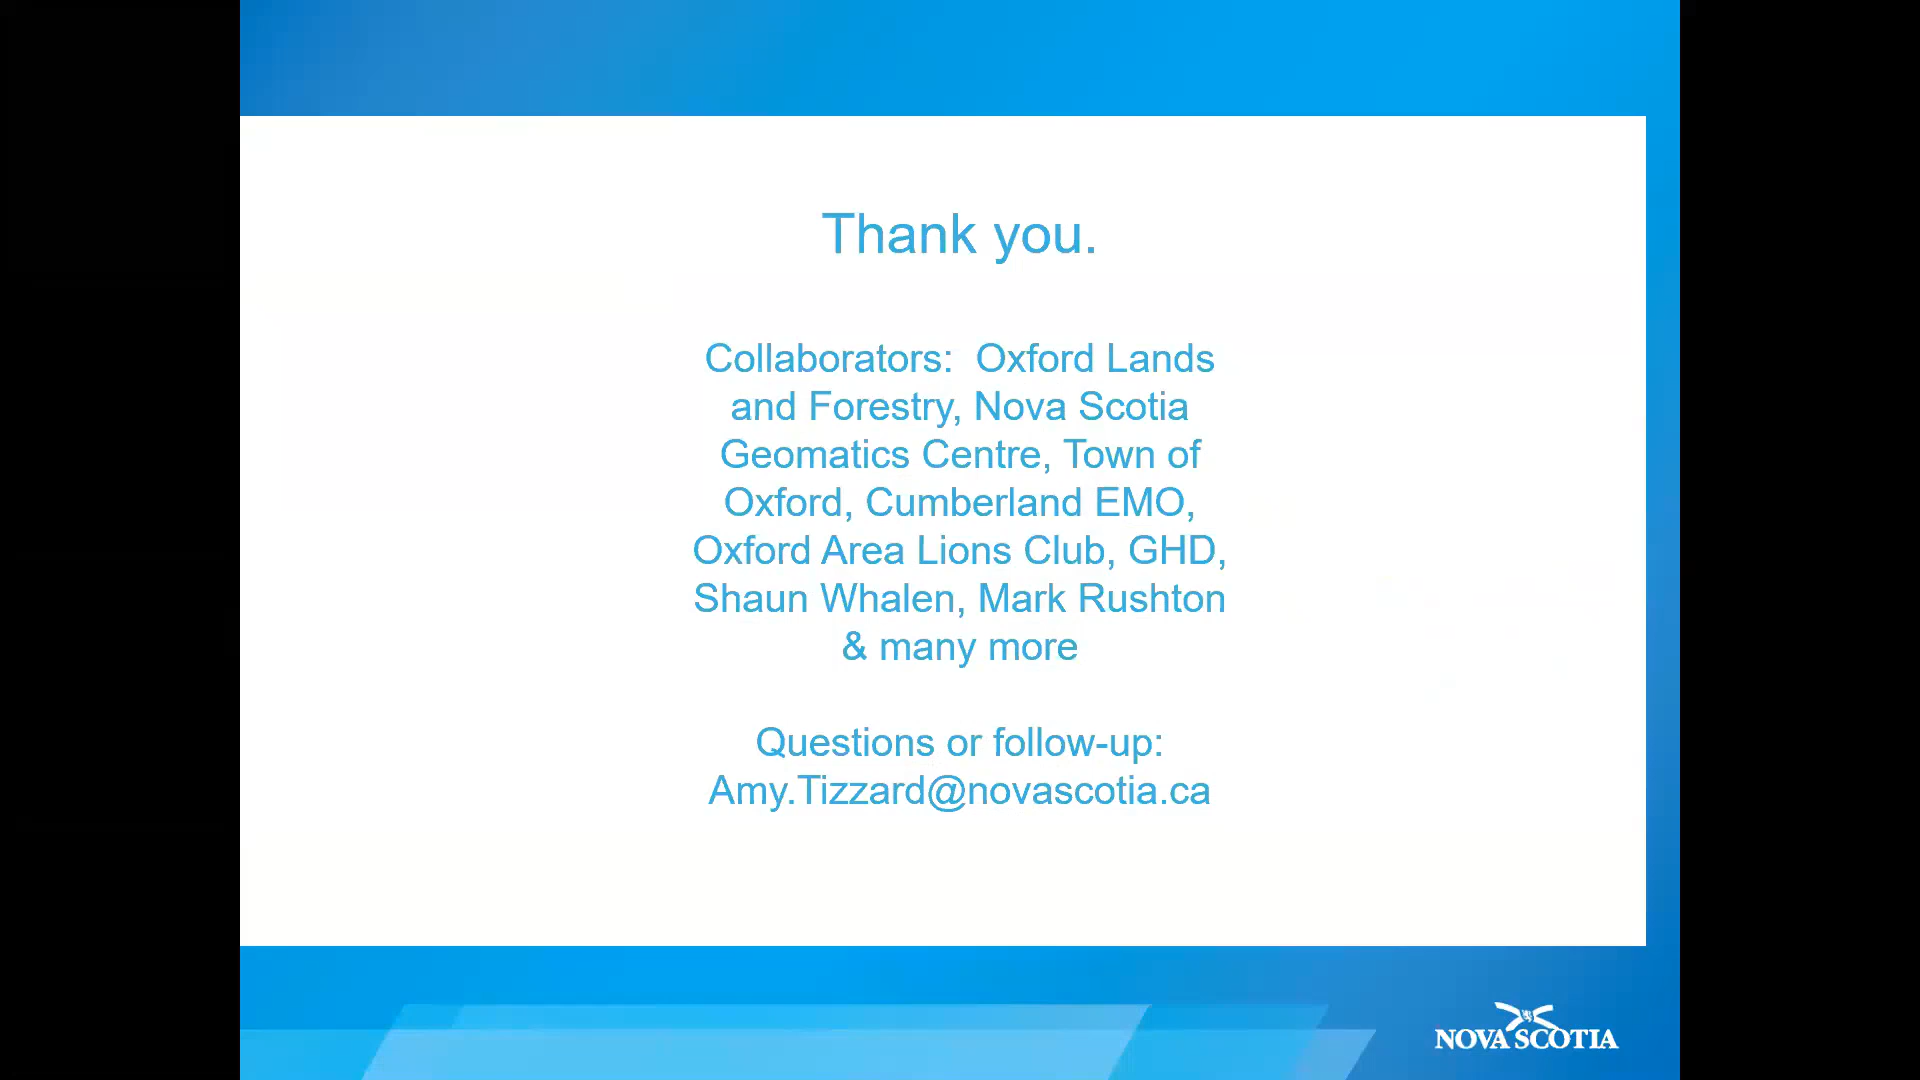 Thank you.
Collaborators:  Oxford Lands
and Forestry, Nova Scotia
Geomatics Centre, Town of
Oxford, Cumberland EMO,
Oxford Area Lions Club, GHD,
Shaun Whalen, Mark Rushton
& many more
Questions or follow-up:
Amy.Tizzard@novascotia.ca
NOVA SCOTIA